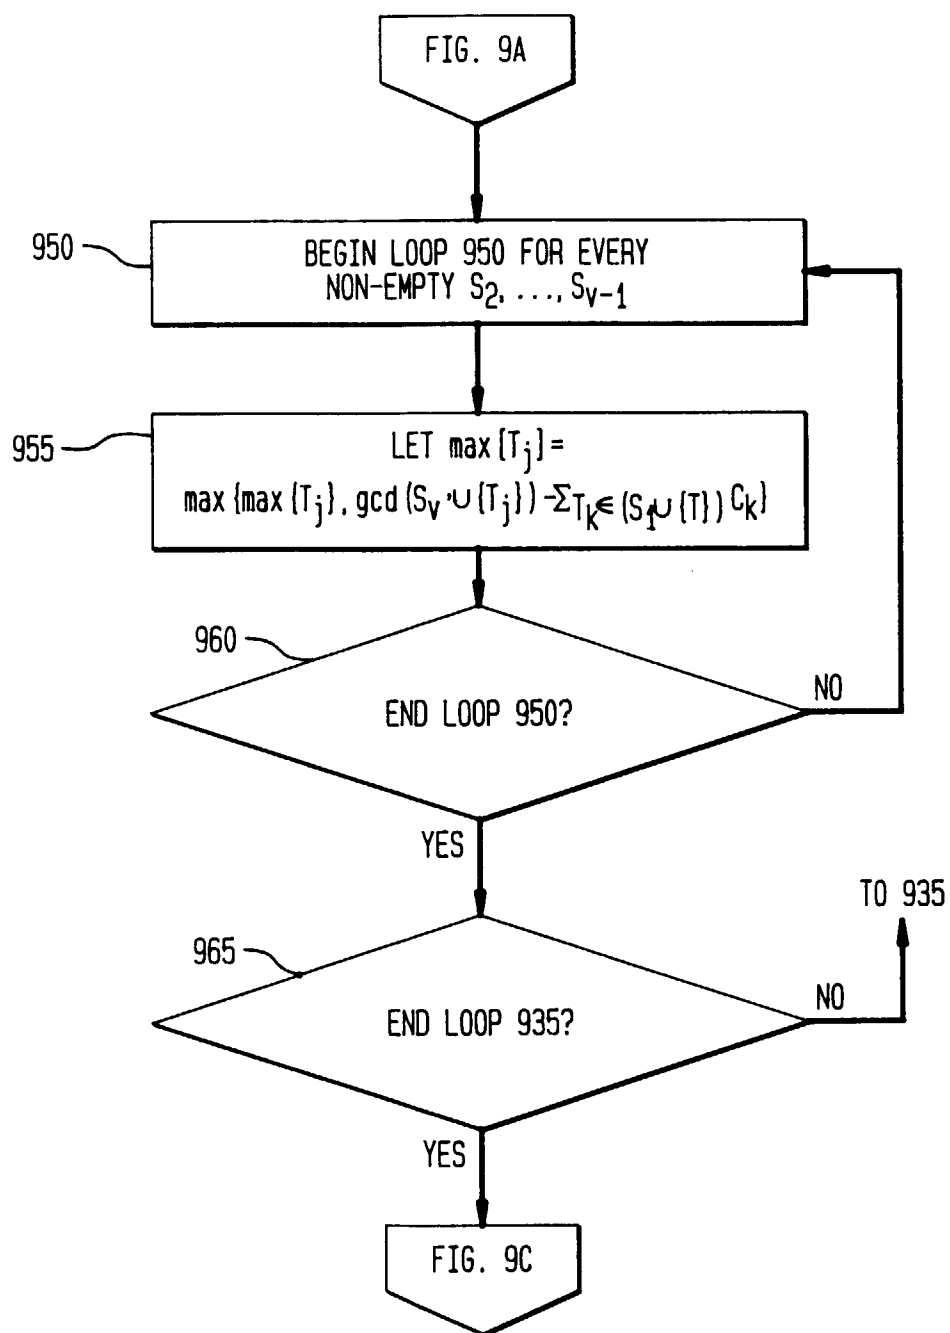 FIG. 9A
950
BEGIN LOOP 950 FOR EVERY
NON-EMPTY S2, ..., Sv-1
955
LET max{Tj}=
max{max{Tj}, gcd(Sv'∪{Tj})-ΣTk∈(S1∪{T})Ck}
960
END LOOP 950?
NO
YES
TO 935
965
END LOOP 935?
NO
YES
FIG. 9C